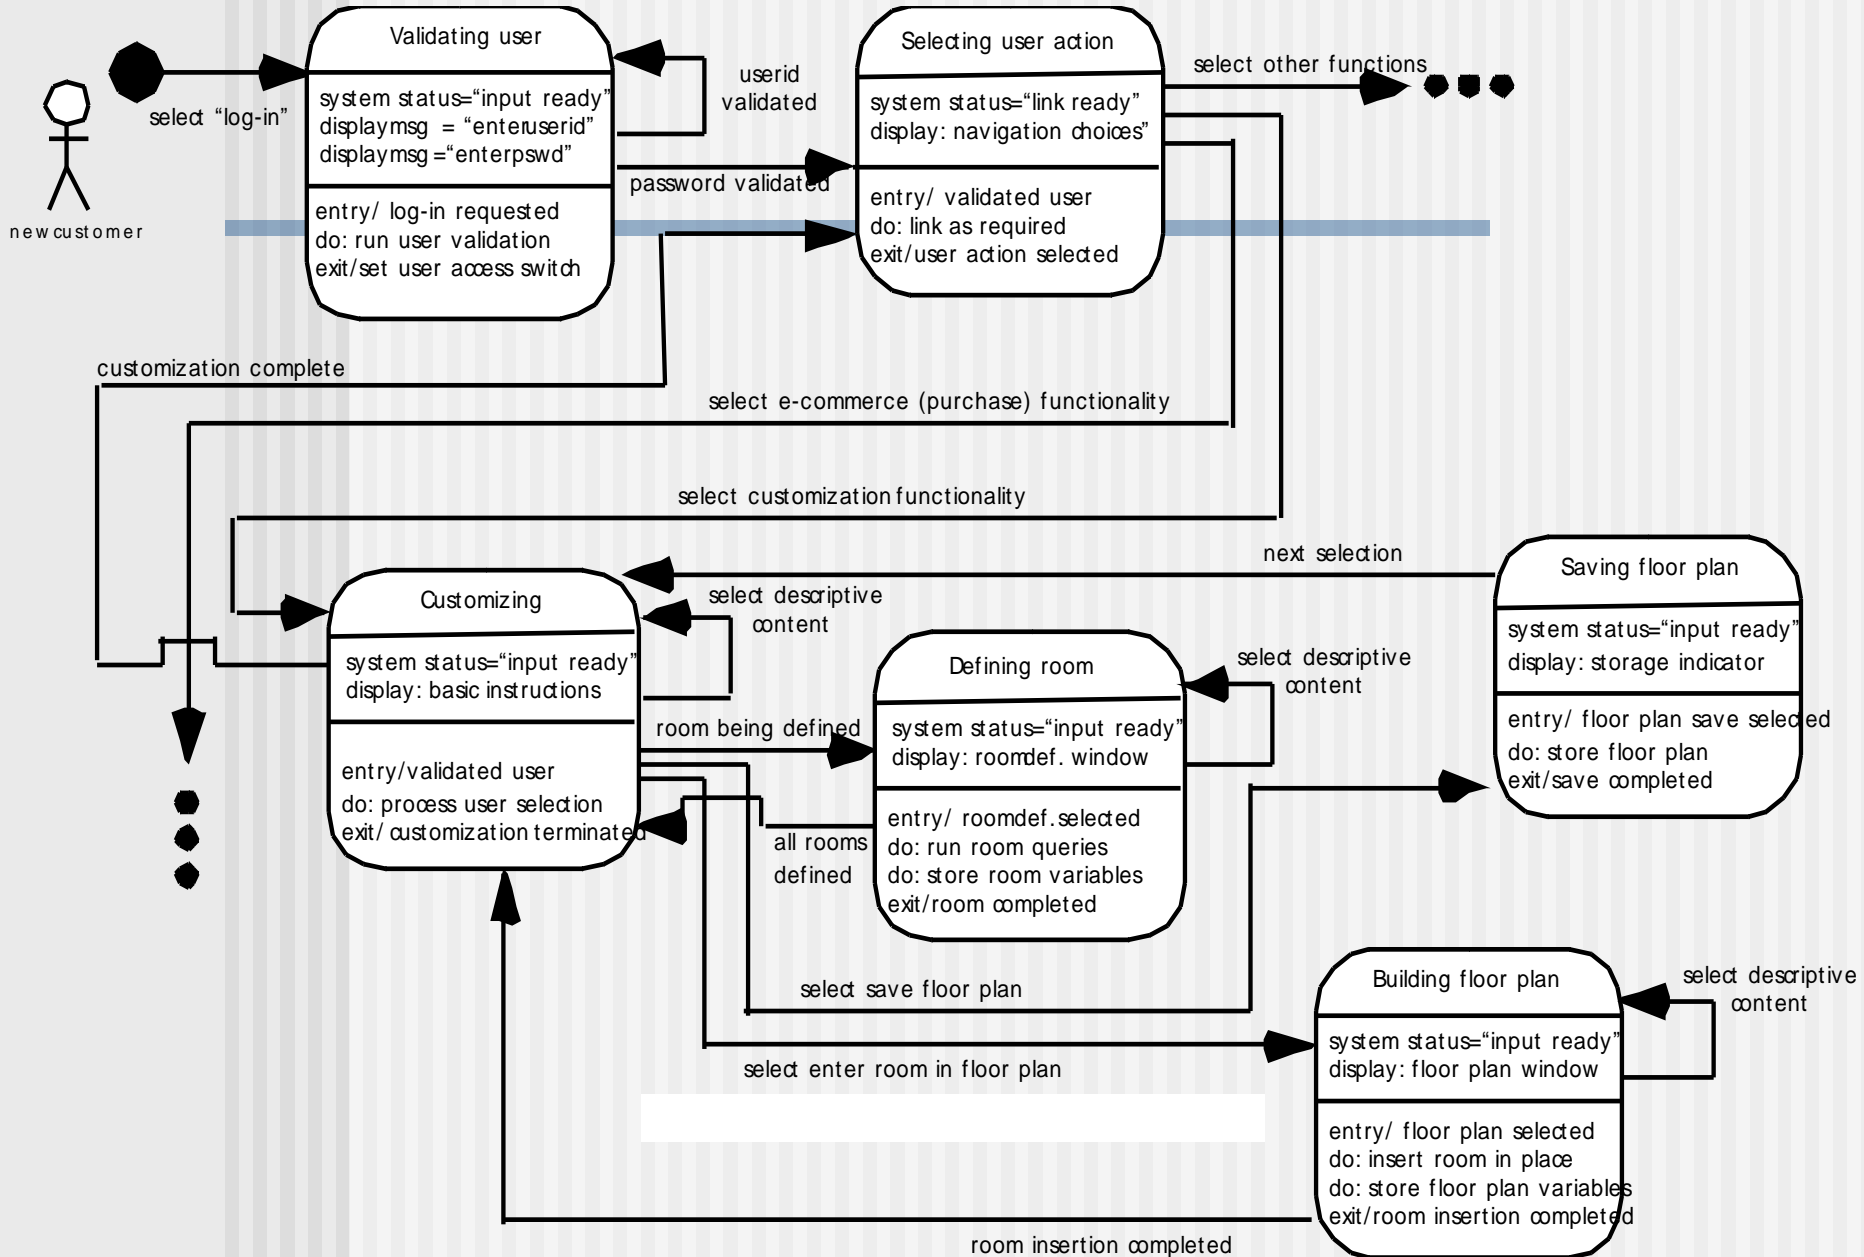 Validating user
system status=“input ready”
displaymsg = “enteruserid”
displaymsg =“enterpswd”
entry/ log-in requested
do: run user validation
exit/set user access switch
select “log-in”
newcustomer
userid
validated
password validated
Selecting user action
system status=“link ready”
display: navigation choices”
entry/ validated user
do: link as required
exit/user action selected
select other functions
customization complete
select e-commerce (purchase) functionality
select customization functionality
next selection
Customizing
system status=“input ready”
display: basic instructions
entry/validated user
do: process user selection
exit/ customization terminated
select descriptive
content
room being defined
all rooms
defined
Defining room
system status=“input ready”
display: roomdef. window
entry/ roomdef.selected
do: run room queries
do: store room variables
exit/room completed
select descriptive
content
Saving floor plan
system status=“input ready”
display: storage indicator
entry/ floor plan save selected
do: store floor plan
exit/save completed
select save floor plan
select enter room in floor plan
Building floor plan
system status=“input ready”
display: floor plan window
entry/ floor plan selected
do: insert room in place
do: store floor plan variables
exit/room insertion completed
select descriptive
content
room insertion completed